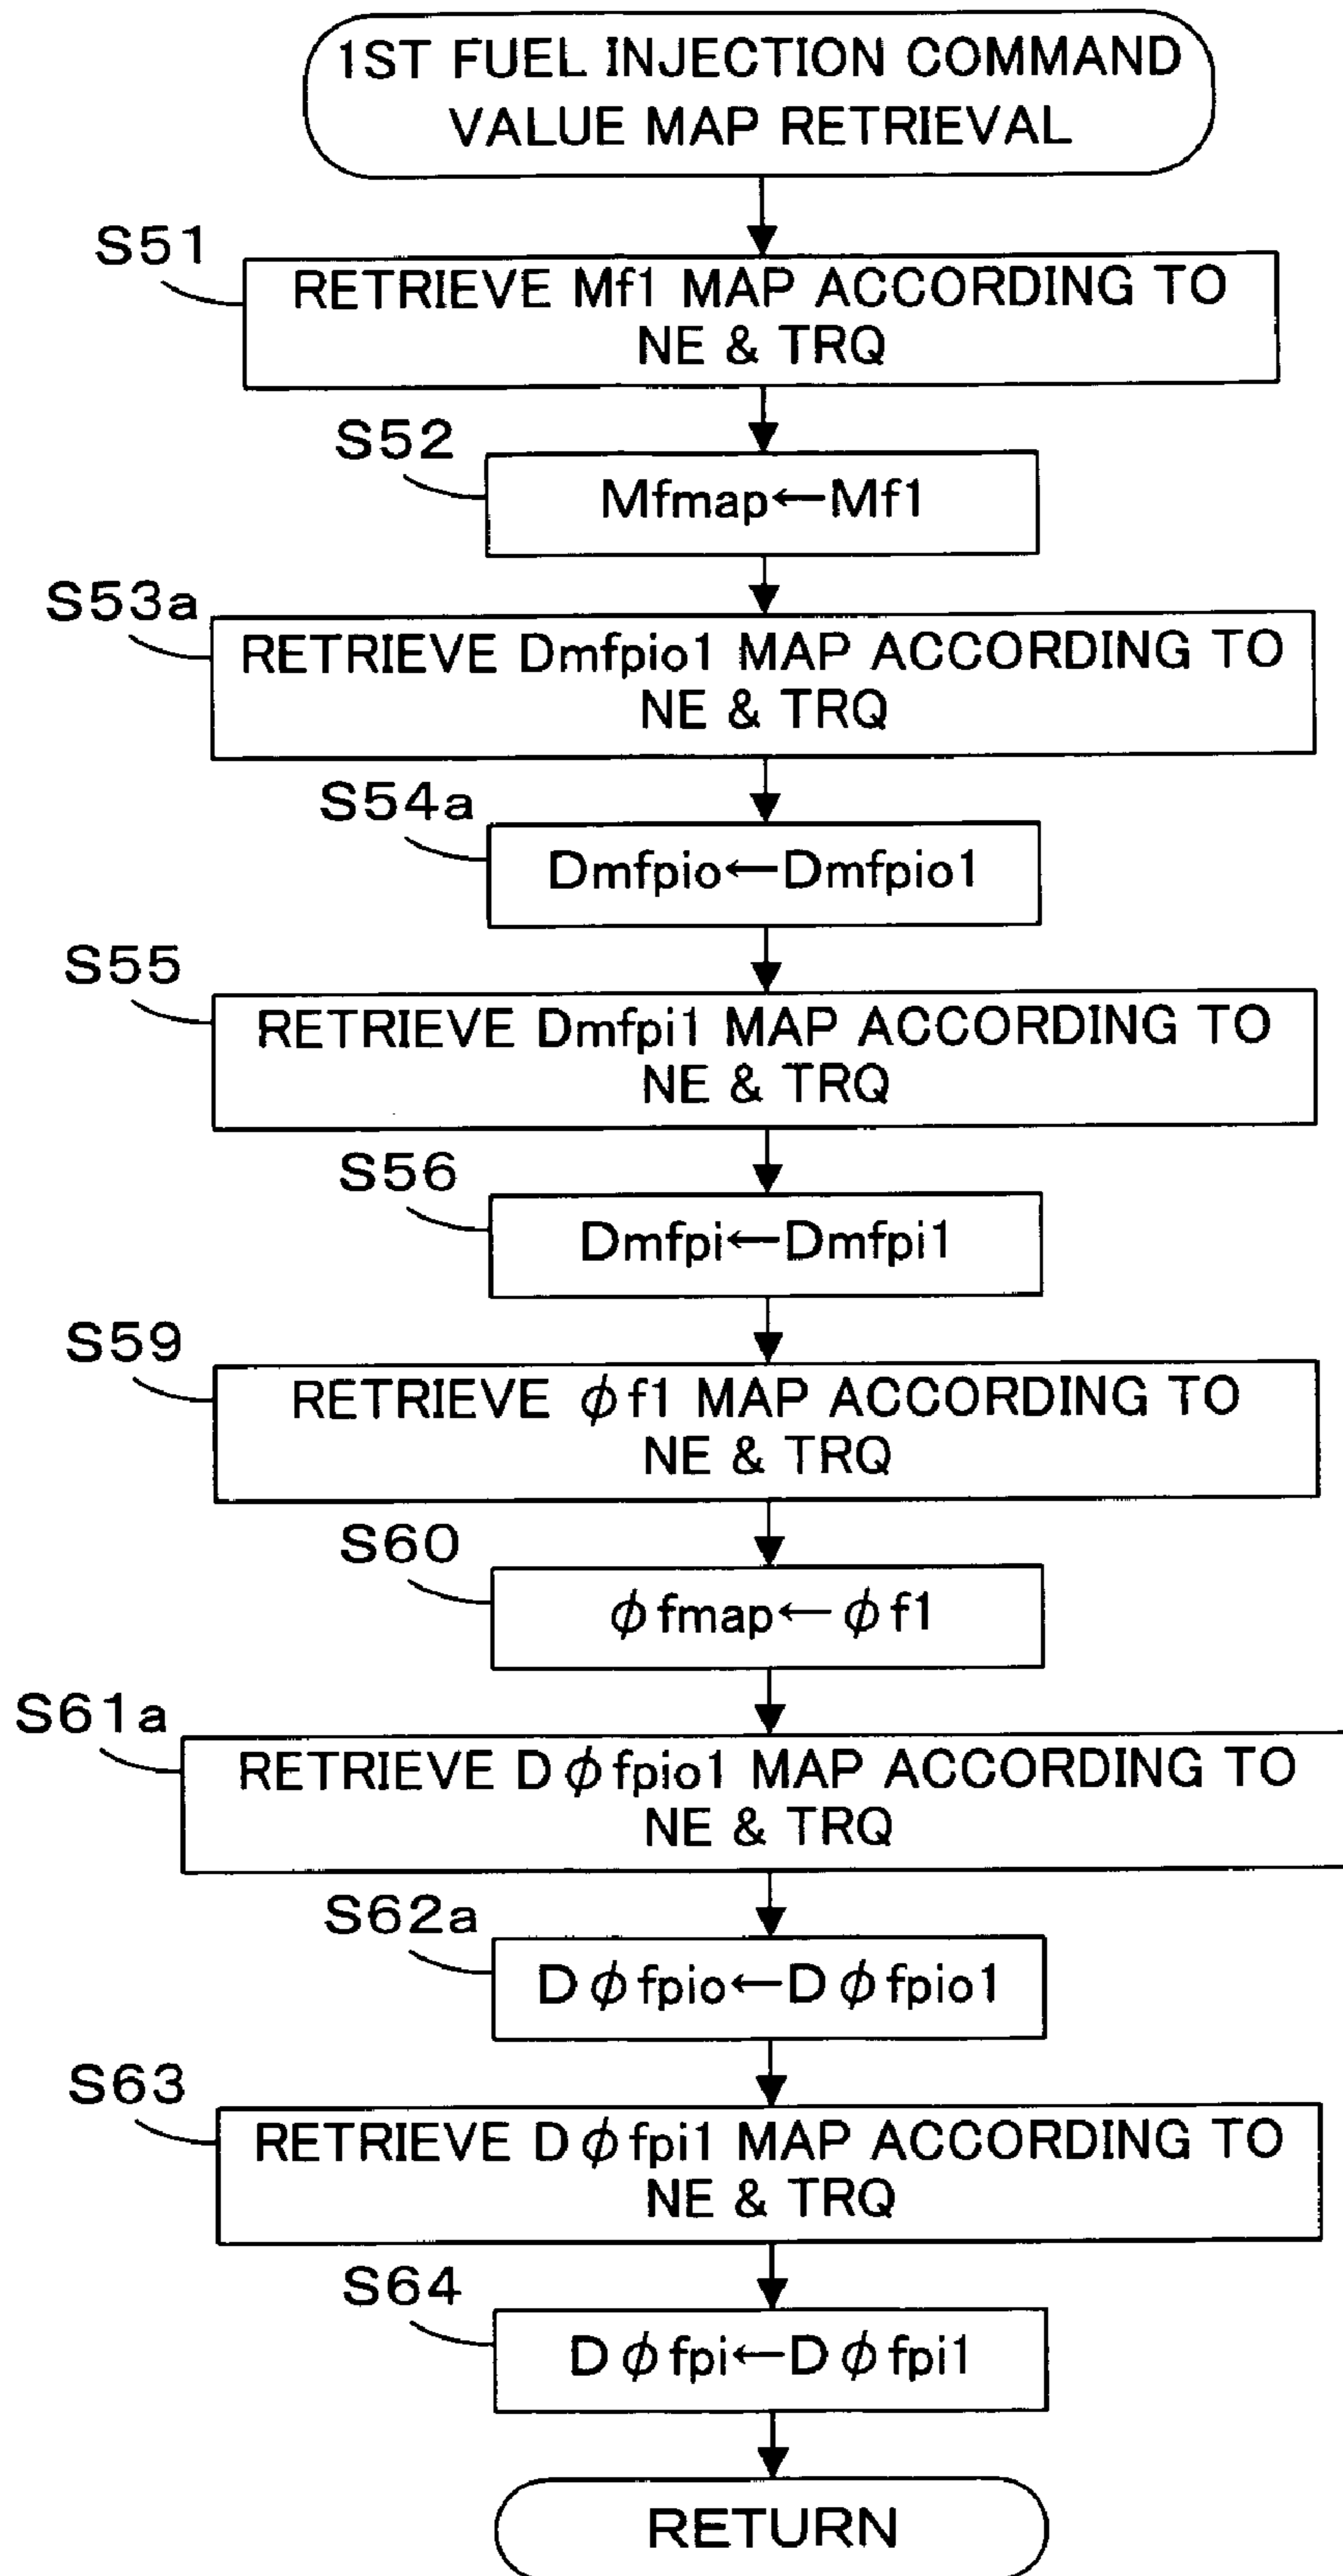 1ST FUEL INJECTION COMMAND
VALUE MAP RETRIEVAL
S51
RETRIEVE Mf1 MAP ACCORDING TO
NE & TRQ
S52
Mfmap←Mf1
S53a
RETRIEVE Dmfpio1 MAP ACCORDING TO
NE & TRQ
S54a
Dmfpio←Dmfpio1
S55
RETRIEVE Dmfpi1 MAP ACCORDING TO
NE & TRQ
S56
Dmfpi←Dmfpi1
S59
RETRIEVE ϕf1 MAP ACCORDING TO
NE & TRQ
S60
ϕfmap←ϕf1
S61a
RETRIEVE Dϕfpio1 MAP ACCORDING TO
NE & TRQ
S62a
Dϕfpio←Dϕfpio1
S63
RETRIEVE Dϕfpi1 MAP ACCORDING TO
NE & TRQ
S64
Dϕfpi←Dϕfpi1
RETURN